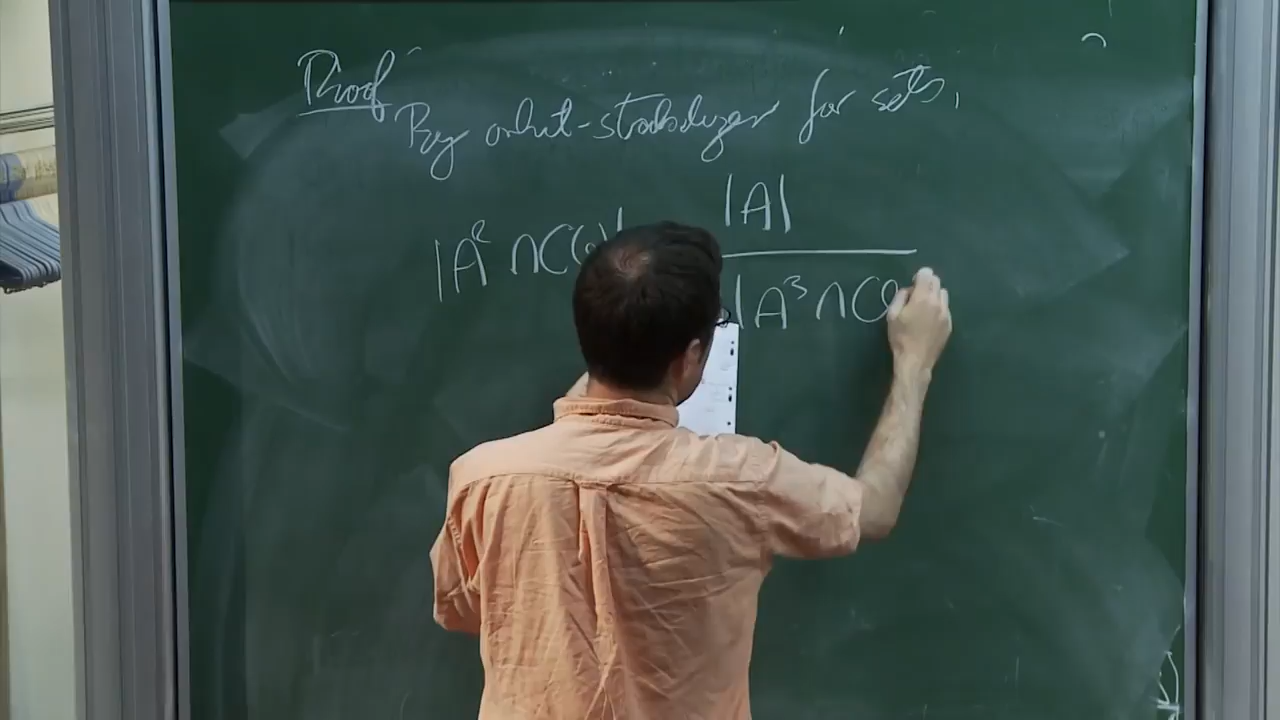 Proof
By orbit-stabilizer for sets,
|A² ∩ C(
|A|
|A³ ∩ C